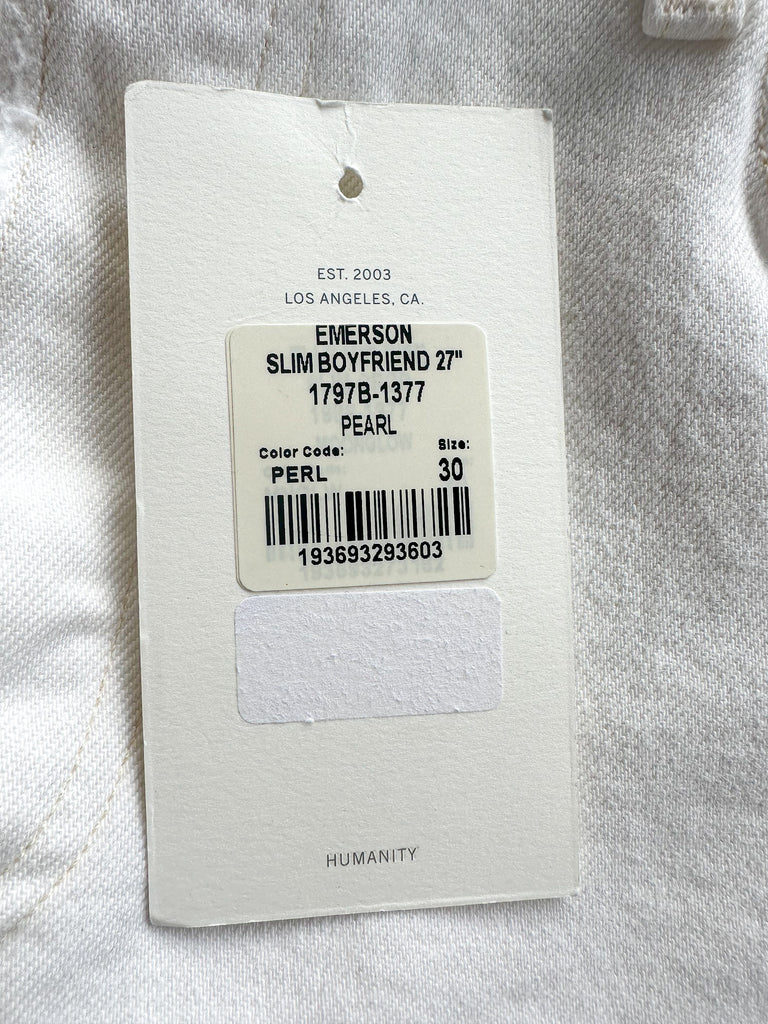 EST. 2003
LOS ANGELES, CA.
EMERSON
SLIM BOYFRIEND 27"
1797B-1377
PEARL
Color Code: Size:
PERL 30
193693293603
HUMANITY